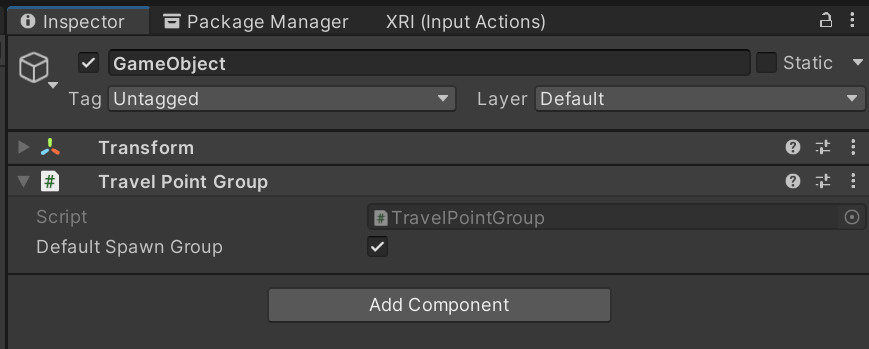 Inspector Package Manager XRI (Input Actions)
GameObject Static
Tag Untagged Layer Default
Transform
# Travel Point Group
Script # TravelPointGroup
Default Spawn Group
Add Component